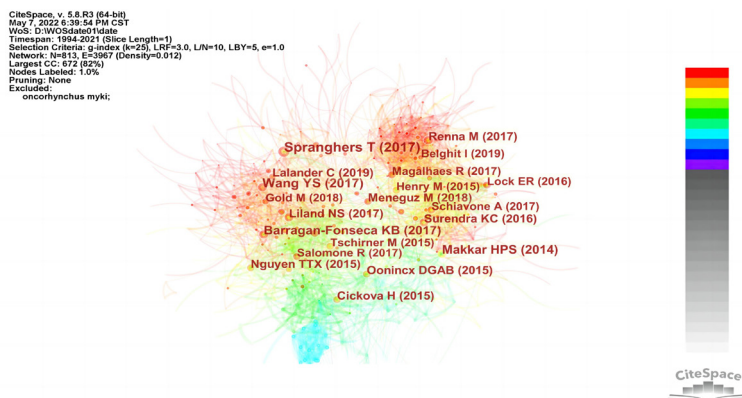 CiteSpace, v. 5.8.R3 (64-bit)
May 7, 2022 6:39:54 PM CST
WoS: D:\WOSdate01\date
Timespan: 1994-2021 (Slice Length=1)
Selection Criteria: g-index (k=25), LRF=3.0, L/N=10, LBY=5, e=1.0
Network: N=813, E=3967 (Density=0.012)
Largest CC: 672 (82%)
Nodes Labeled: 1.0%
Pruning: None
Excluded:
oncorhynchus myki;
Renna M (2017)
Spranghers T (2017)
Belghit I (2019)
Lalander C (2019)
Magalhaes R (2017)
Wang YS (2017)
Henry M (2015)
Lock ER (2016)
Gold M (2018)
Meneguz M (2018)
Schiavone A (2017)
Liland NS (2017)
Surendra KC (2016)
Barragan-Fonseca KB (2017)
Tschirner M (2015)
Salomone R (2017)
Makkar HPS (2014)
Nguyen TTX (2015)
Oonincx DGAB (2015)
Cickova H (2015)
CiteSpace